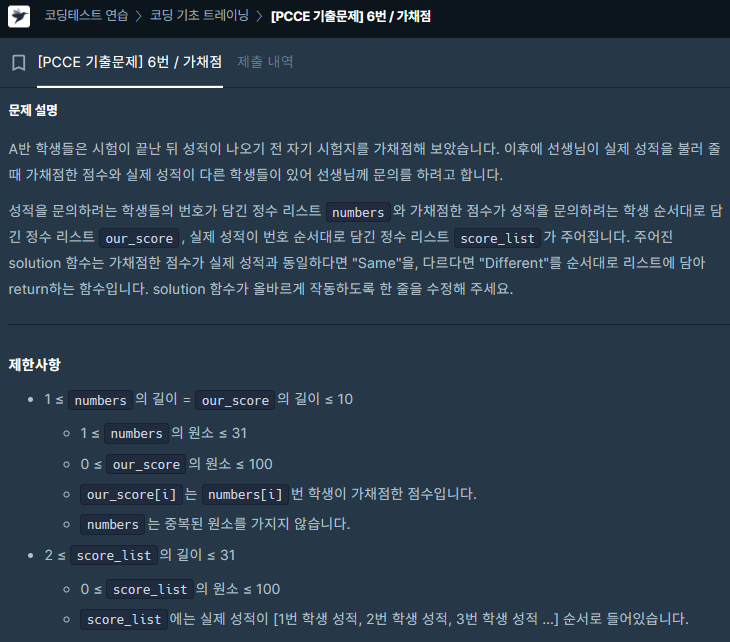 코딩테스트 연습 > 코딩 기초 트레이닝 > [PCCE 기출문제] 6번 / 가채점
[PCCE 기출문제] 6번 / 가채점 제출 내역
문제 설명
A반 학생들은 시험이 끝난 뒤 성적이 나오기 전 자기 시험지를 가채점해 보았습니다. 이후에 선생님이 실제 성적을 불러 줄
때 가채점한 점수와 실제 성적이 다른 학생들이 있어 선생님께 문의를 하려고 합니다.
성적을 문의하려는 학생들의 번호가 담긴 정수 리스트 numbers 와 가채점한 점수가 성적을 문의하려는 학생 순서대로 담
긴 정수 리스트 our_score , 실제 성적이 번호 순서대로 담긴 정수 리스트 score_list 가 주어집니다. 주어진
solution 함수는 가채점한 점수가 실제 성적과 동일하다면 "Same"을, 다르다면 "Different"를 순서대로 리스트에 담아
return하는 함수입니다. solution 함수가 올바르게 작동하도록 한 줄을 수정해 주세요.
제한사항
• 1 ≤ numbers 의 길이 = our_score 의 길이 ≤ 10
◦ 1 ≤ numbers 의 원소 ≤ 31
◦ 0 ≤ our_score 의 원소 ≤ 100
◦ our_score[i] 는 numbers[i] 번 학생이 가채점한 점수입니다.
◦ numbers 는 중복된 원소를 가지지 않습니다.
• 2 ≤ score_list 의 길이 ≤ 31
◦ 0 ≤ score_list 의 원소 ≤ 100
◦ score_list 에는 실제 성적이 [1번 학생 성적, 2번 학생 성적, 3번 학생 성적 ...] 순서로 들어있습니다.